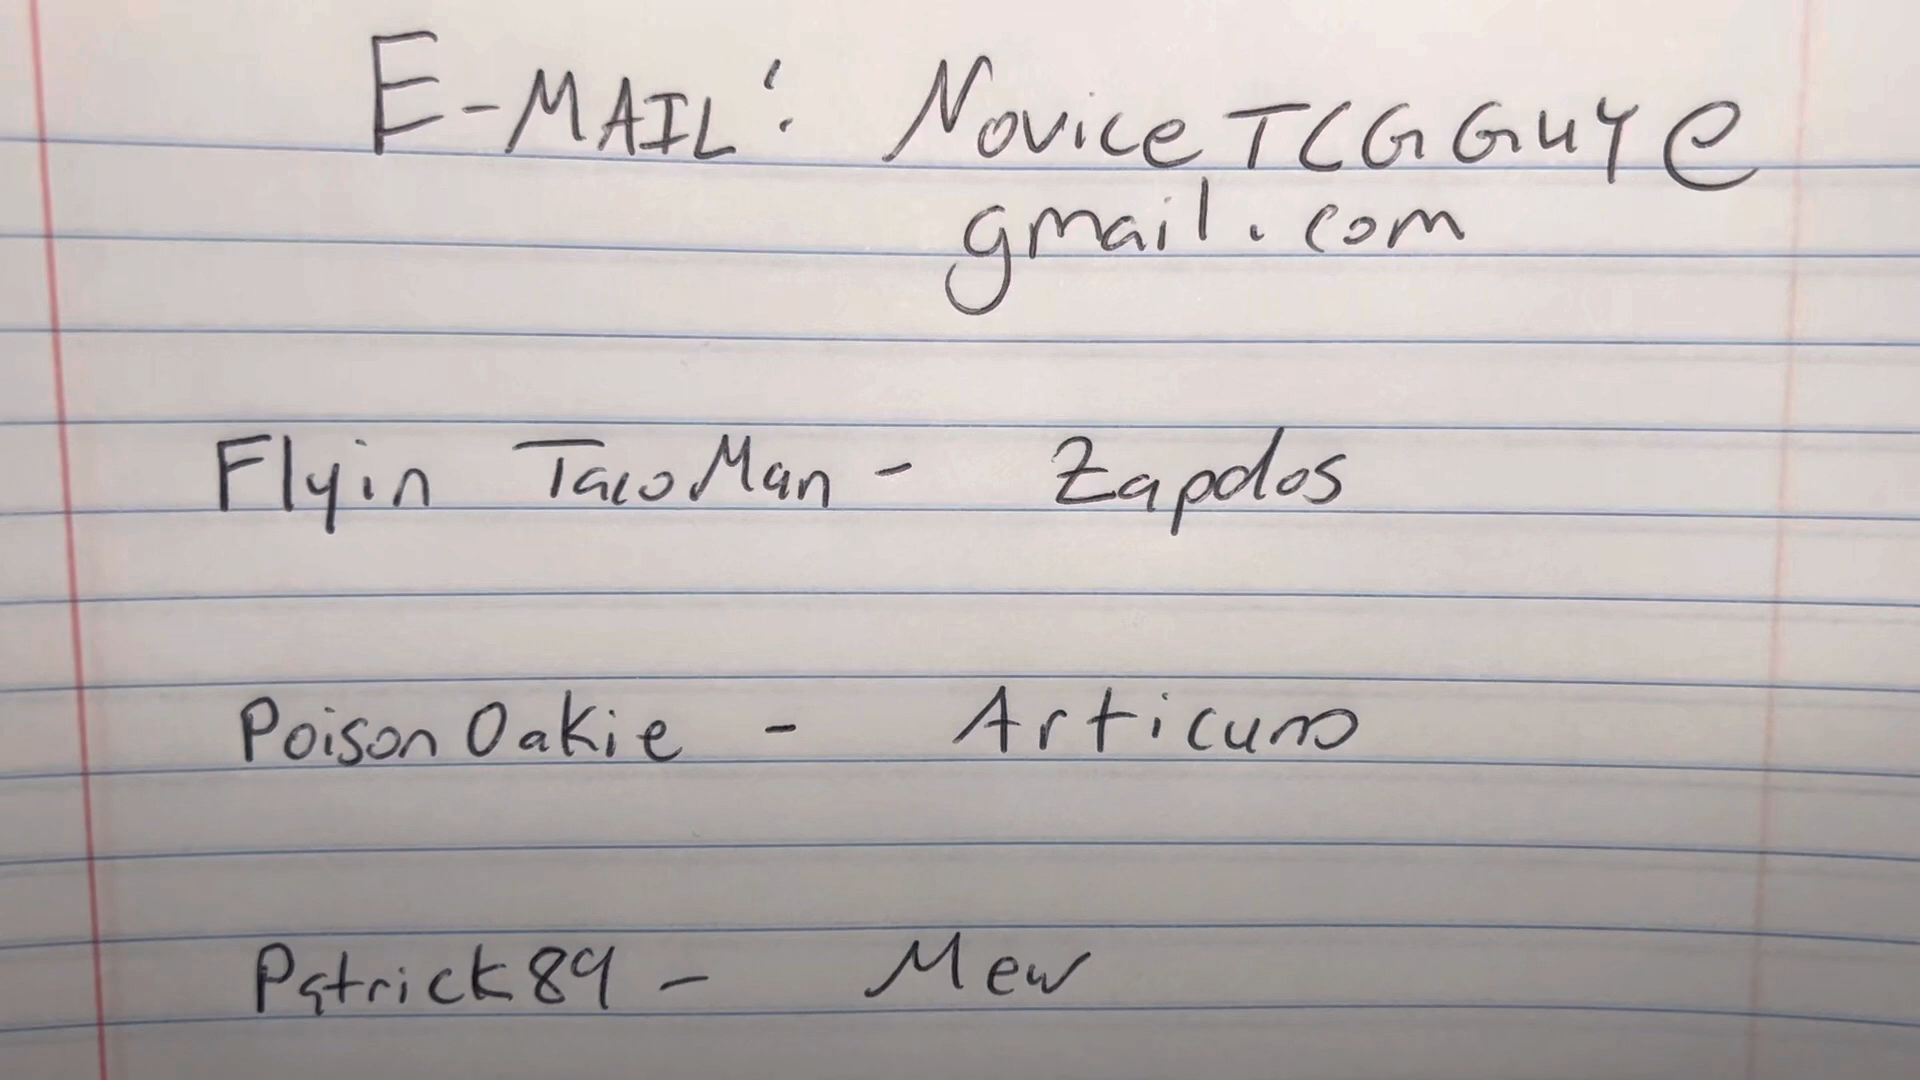 E-MAIL: NoviceTCGGUY@
gmail.com
Flyin TacoMan - Zapdos
PoisonOakie - Articuno
Patrick89 - Mew